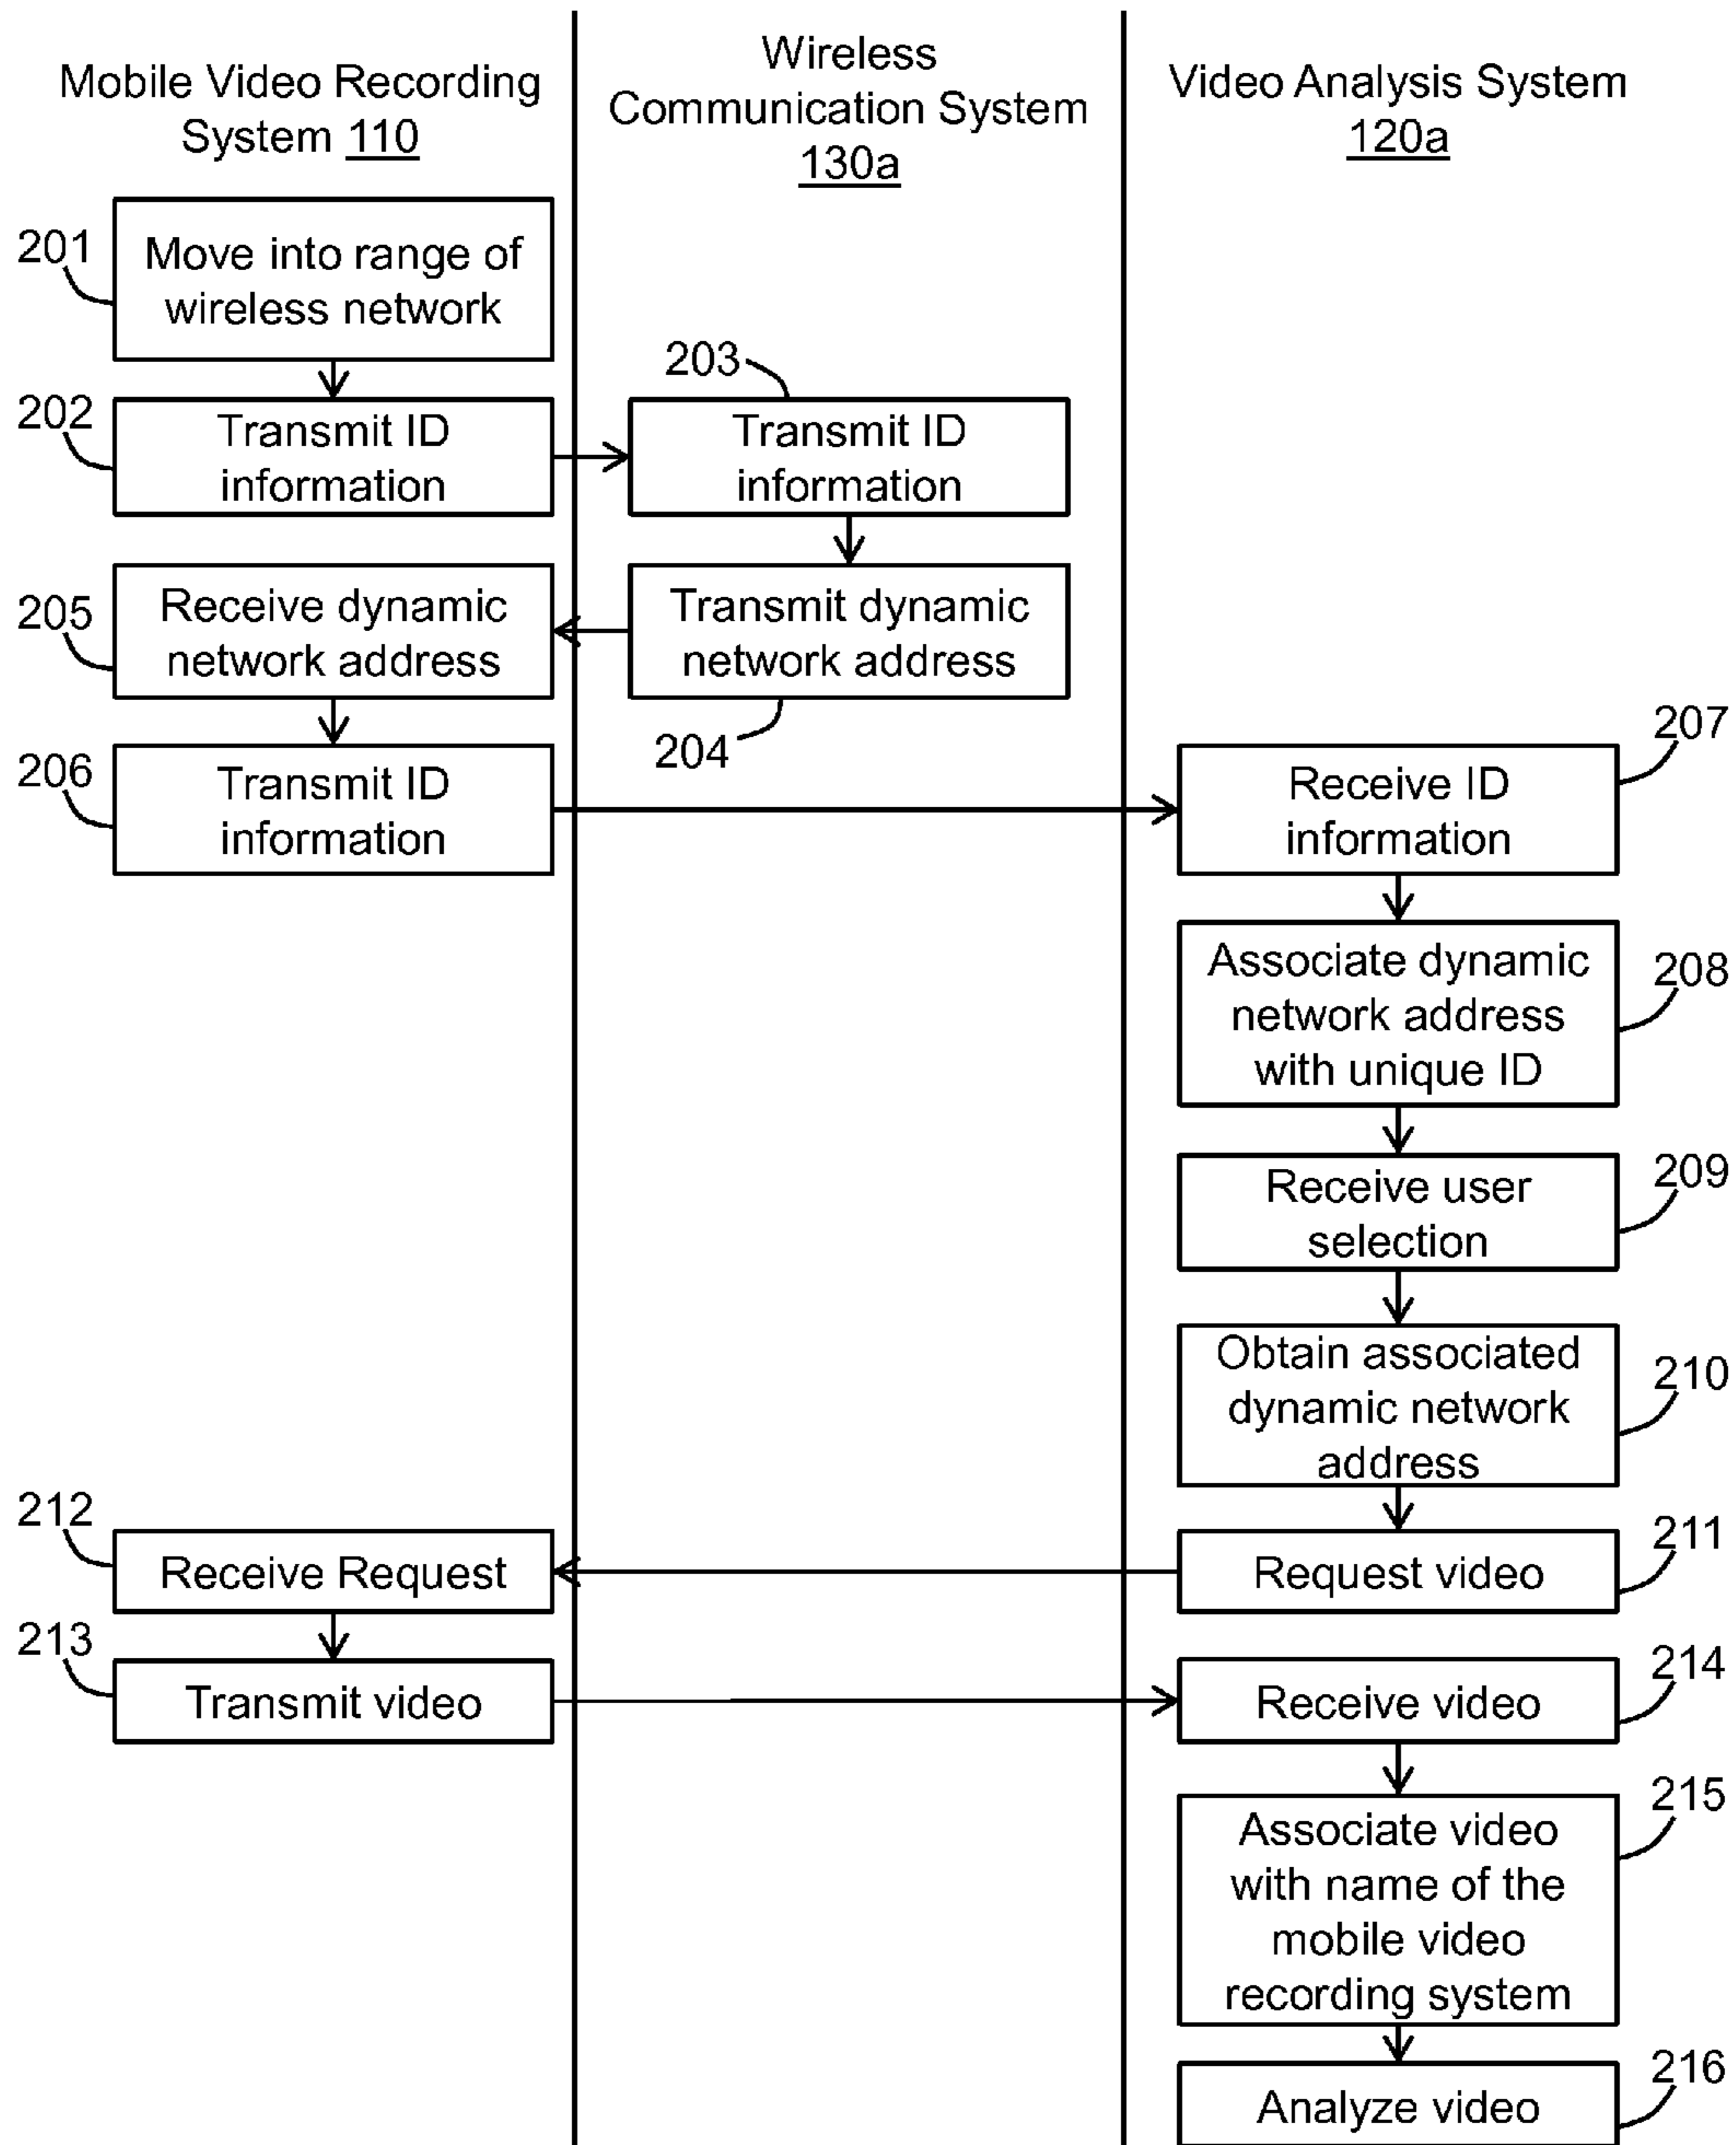 Mobile Video Recording
System 110
Wireless
Communication System
130a
Video Analysis System
120a
201
Move into range of
wireless network
202
Transmit ID
information
203
Transmit ID
information
205
Receive dynamic
network address
Transmit dynamic
network address
204
206
Transmit ID
information
207
Receive ID
information
208
Associate dynamic
network address
with unique ID
209
Receive user
selection
210
Obtain associated
dynamic network
address
212
Receive Request
211
Request video
213
Transmit video
214
Receive video
215
Associate video
with name of the
mobile video
recording system
216
Analyze video